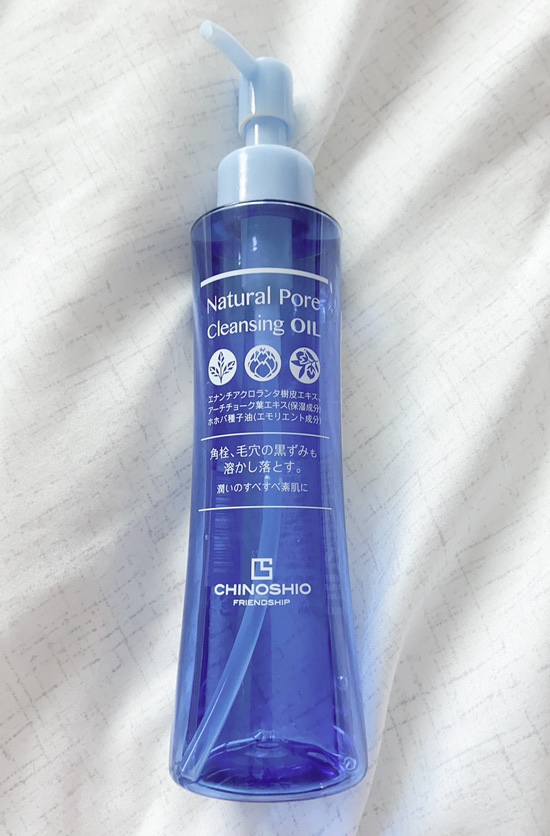 Natural Pore
Cleansing OIL
エナンチアクロランタ樹皮エキス、
アーチチョーク葉エキス(保湿成分)
ホホバ種子油(エモリエント成分)
角栓、毛穴の黒ずみも
溶かし落とす。
潤いのすべすべ素肌に
CHINOSHIO
FRIENDSHIP